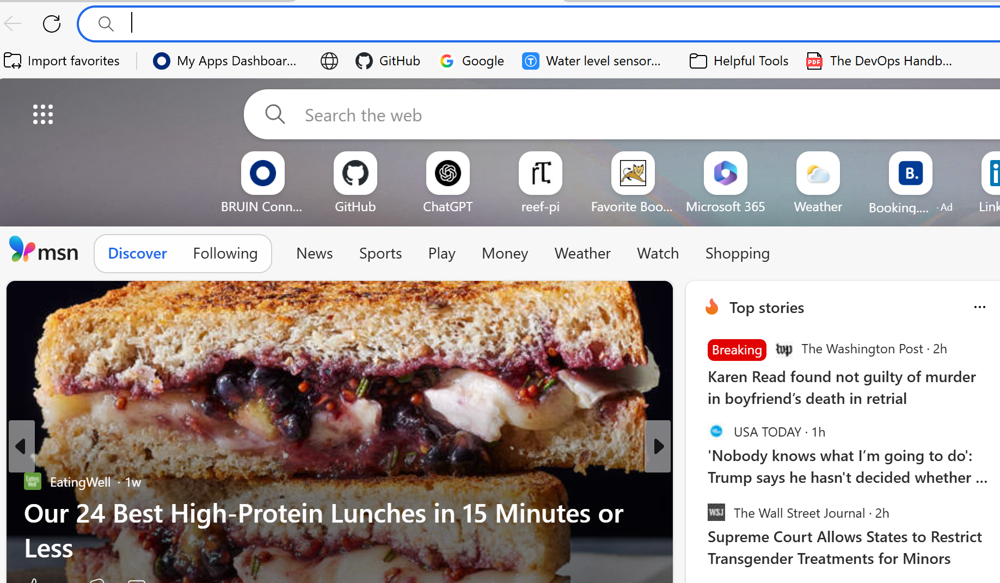 Import favorites
My Apps Dashboar...
GitHub
Google
Water level sensor...
Helpful Tools
PDF
The DevOps Handb...
Search the web
B.
BRUIN Conn...
GitHub
ChatGPT
reef-pi
Favorite Boo...
Microsoft 365
Weather
Booking.... · Ad
Link
msn
Discover
Following
News
Sports
Play
Money
Weather
Watch
Shopping
Eating Well
EatingWell · 1w
Our 24 Best High-Protein Lunches in 15 Minutes or
Less
Top stories
...
Breaking
wp
The Washington Post · 2h
Karen Read found not guilty of murder
in boyfriend’s death in retrial
USA TODAY · 1h
'Nobody knows what I’m going to do':
Trump says he hasn't decided whether ...
WSJ
The Wall Street Journal · 2h
Supreme Court Allows States to Restrict
Transgender Treatments for Minors